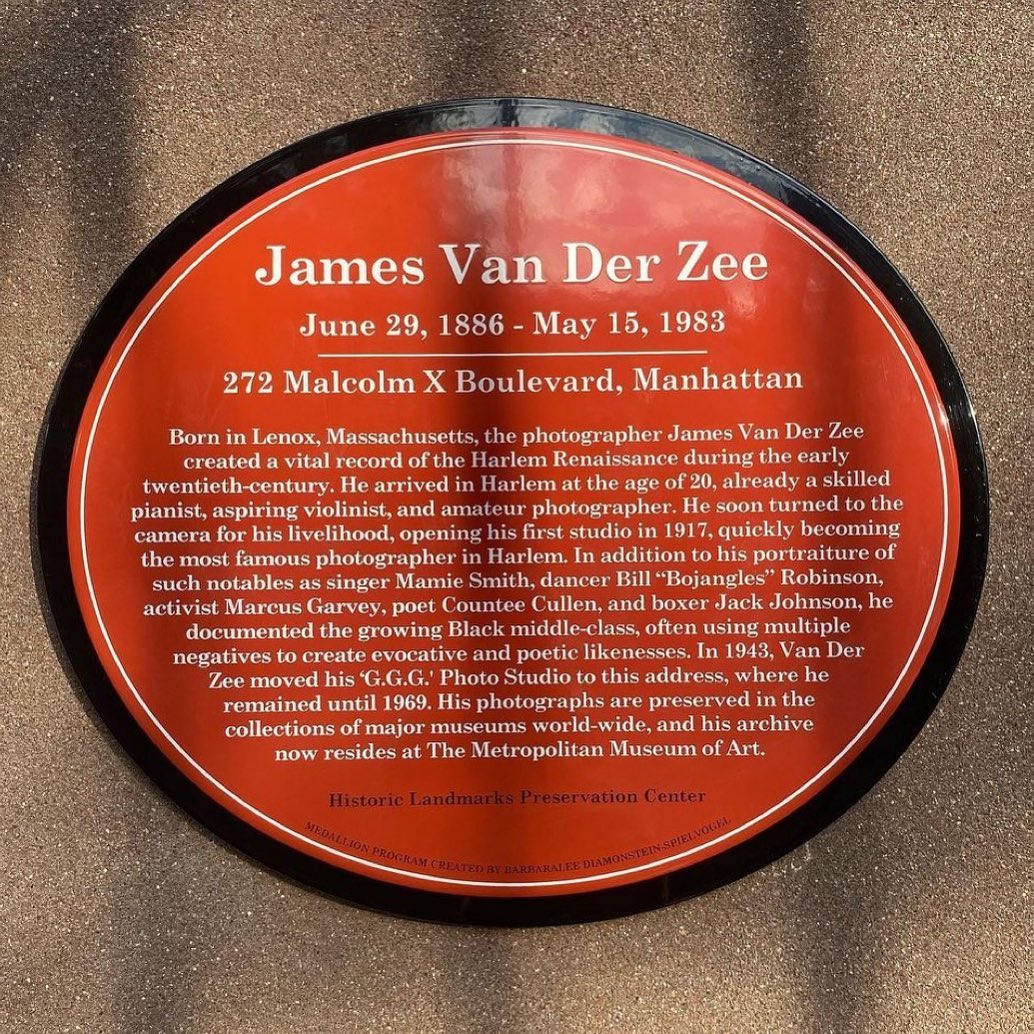 James Van Der Zee
June 29, 1886 - May 15, 1983
272 Malcolm X Boulevard, Manhattan
Born in Lenox, Massachusetts, the photographer James Van Der Zee
created a vital record of the Harlem Renaissance during the early
twentieth-century. He arrived in Harlem at the age of 20, already a skilled
pianist, aspiring violinist, and amateur photographer. He soon turned to the
camera for his livelihood, opening his first studio in 1917, quickly becoming
the most famous photographer in Harlem. In addition to his portraiture of
such notables as singer Mamie Smith, dancer Bill “Bojangles” Robinson,
activist Marcus Garvey, poet Countee Cullen, and boxer Jack Johnson, he
documented the growing Black middle-class, often using multiple
negatives to create evocative and poetic likenesses. In 1943, Van Der
Zee moved his ‘G.G.G.' Photo Studio to this address, where he
remained until 1969. His photographs are preserved in the
collections of major museums world-wide, and his archive
now resides at The Metropolitan Museum of Art.
Historic Landmarks Preservation Center
MEDALLION PROGRAM CREATED BY BARBARALEE DIAMONSTEIN-SPIELVOGEL